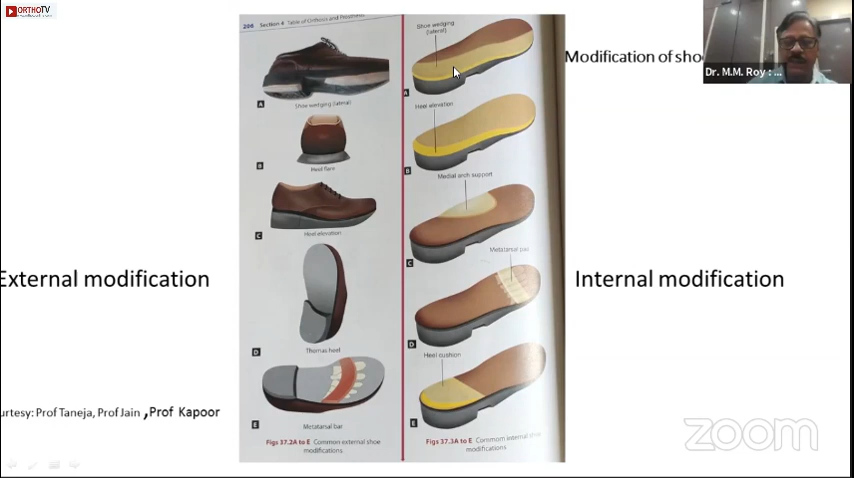 ORTHOTV
206 Section 6 Table of Orthosis and Prosthesis
A
Shoe wedging (lateral)
B
Heel flare
C
Heel elevation
D
Thomas heel
E
Metatarsal bar
Figs 37.2A to E Common external shoe
modifications
Shoe wedging
(lateral)
A
Heel elevation
B
Medial arch support
C
Metatarsal pad
D
Heel cushion
E
Figs 37.3A to E Common internal shoe
modifications
Modification of sho
Dr. M.M. Roy : ...
External modification
Internal modification
urtesy: Prof Taneja, Prof Jain ,Prof Kapoor
zoom